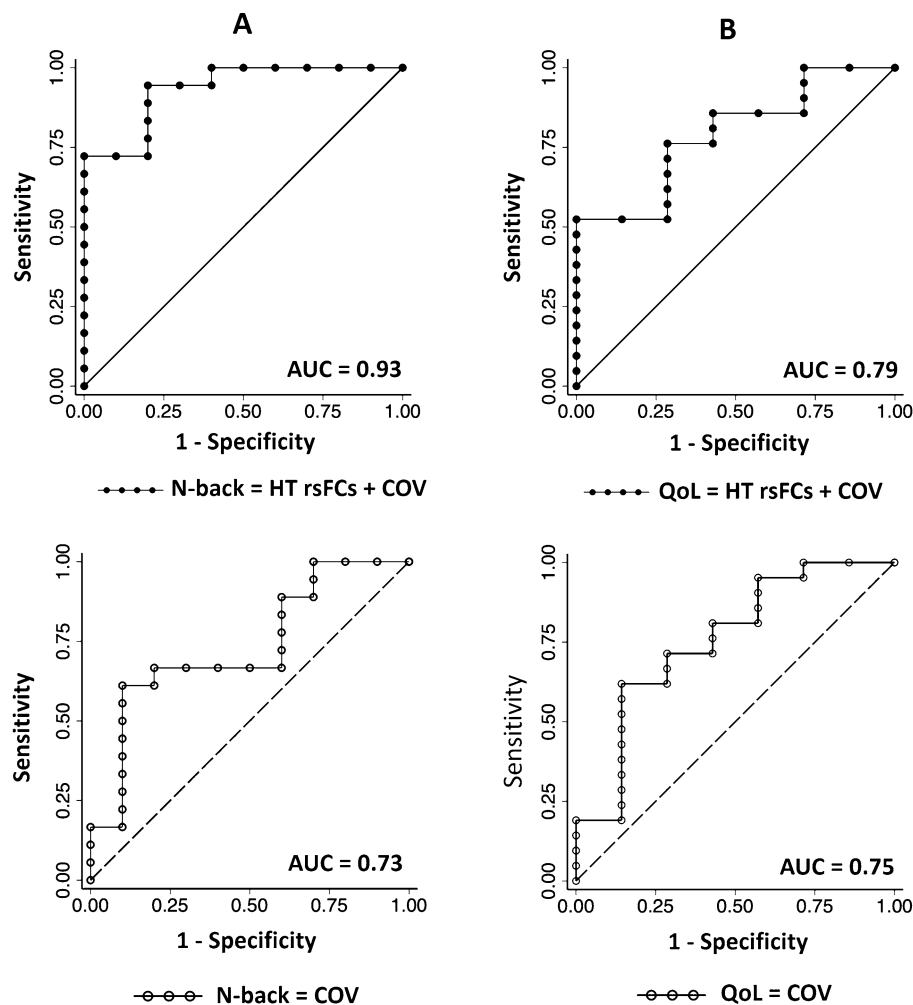 A
Sensitivity
1.00
0.75
0.50
0.25
0.00
AUC = 0.93
0.00 0.25 0.50 0.75 1.00
1 - Specificity
N-back = HT rsFCs + COV
B
Sensitivity
1.00
0.75
0.50
0.25
0.00
AUC = 0.79
0.00 0.25 0.50 0.75 1.00
1 - Specificity
QoL = HT rsFCs + COV
Sensitivity
1.00
0.75
0.50
0.25
0.00
AUC = 0.73
0.00 0.25 0.50 0.75 1.00
1 - Specificity
N-back = COV
Sensitivity
1.00
0.75
0.50
0.25
0.00
AUC = 0.75
0.00 0.25 0.50 0.75 1.00
1 - Specificity
QoL = COV